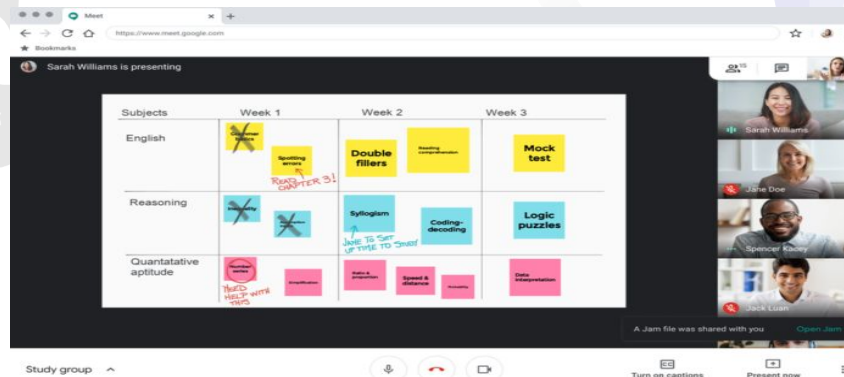 Meet
https://www.meet.google.com
Bookmarks
Sarah Williams is presenting
15
Subjects Week 1 Week 2 Week 3
English
Spotting
errors
READ
CHAPTER 3!
Double
fillers
Reading
comprehension
Mock
test
Reasoning
Syllogism
JANE TO SET
UP TIME TO STUDY
Coding-
decoding
Logic
puzzles
Quantatative
aptitude
Number
series
NEED
HELP WITH
THIS
Simplification
Ratio &
proportion
Speed &
distance
Probability
Data
interpretation
Sarah Williams
Jane Doe
Spencer Kacey
Jack Luan
A Jam file was shared with you Open Jam
Study group
CC
Turn on captions
Present now